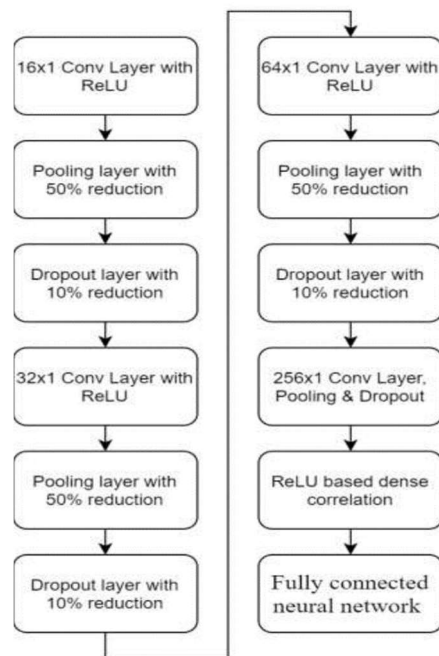 16x1 Conv Layer with
ReLU
Pooling layer with
50% reduction
Dropout layer with
10% reduction
32x1 Conv Layer with
ReLU
Pooling layer with
50% reduction
Dropout layer with
10% reduction
64x1 Conv Layer with
ReLU
Pooling layer with
50% reduction
Dropout layer with
10% reduction
256x1 Conv Layer,
Pooling & Dropout
ReLU based dense
correlation
Fully connected
neural network